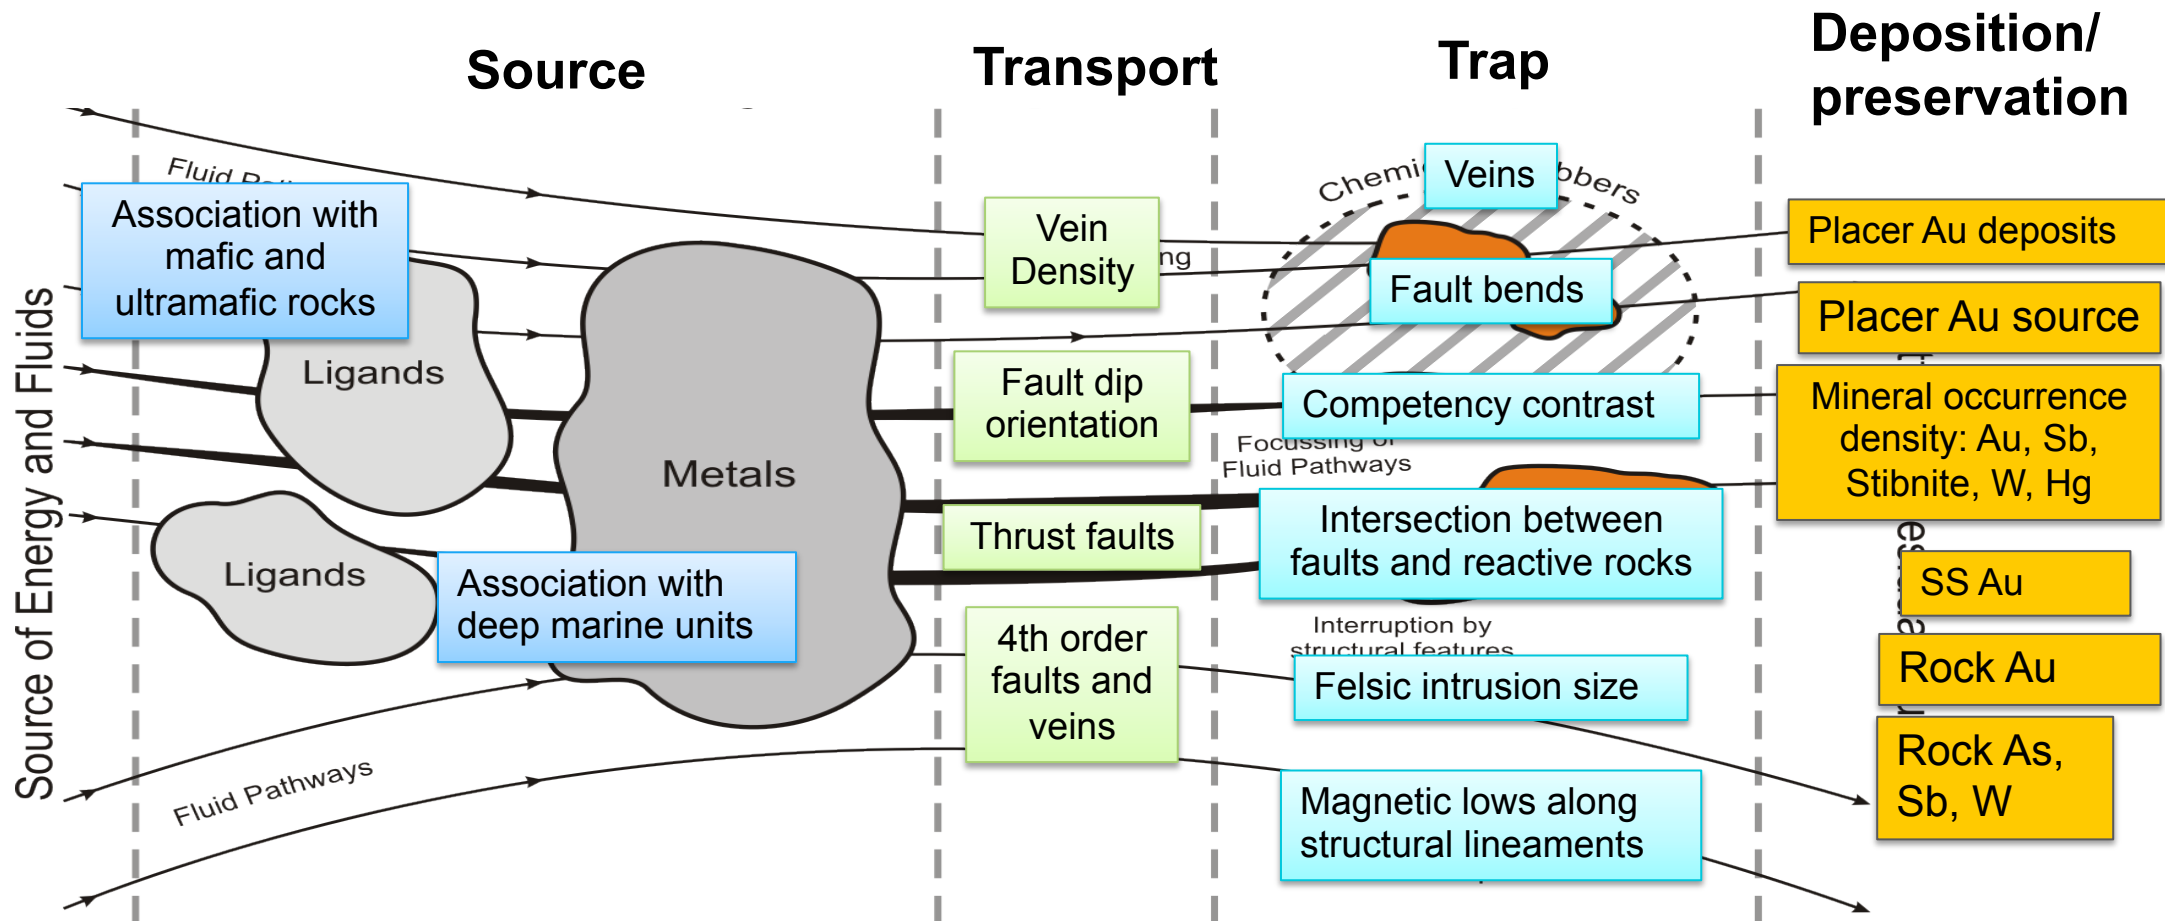 Source
Transport
Trap
Deposition/
preservation
Source of Energy and Fluids
Fluid
Association with
mafic and
ultramafic rocks
Ligands
Ligands
Metals
Association with
deep marine units
Fluid Pathways
Vein
Density
Fault dip
orientation
Thrust faults
4th order
faults and
veins
Veins
Fault bends
Competency contrast
Focussing of
Fluid Pathways
Intersection between
faults and reactive rocks
Interruption by
structural features
Felsic intrusion size
Magnetic lows along
structural lineaments
Placer Au deposits
Placer Au source
Mineral occurrence
density: Au, Sb,
Stibnite, W, Hg
SS Au
Rock Au
Rock As,
Sb, W